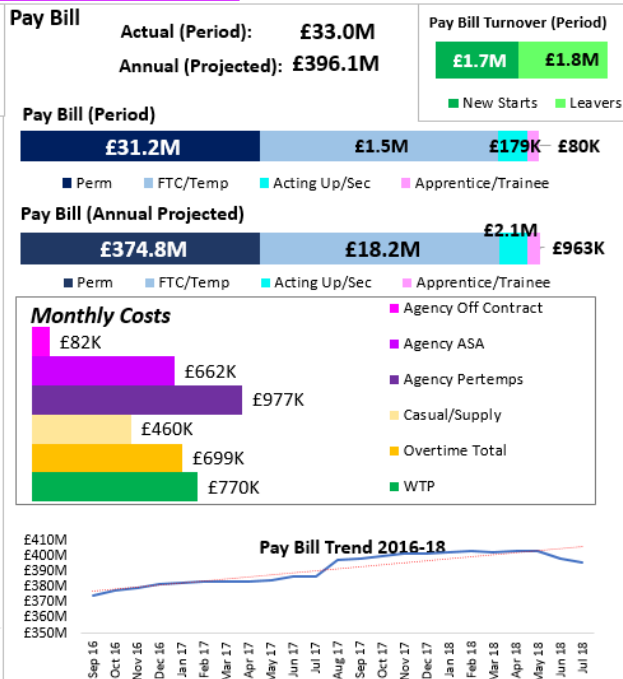 Pay Bill
Actual (Period): £33.0M
Annual (Projected): £396.1M
Pay Bill Turnover (Period)
£1.7M £1.8M
New Starts Leavers
Pay Bill (Period)
£31.2M £1.5M £179K £80K
Perm FTC/Temp Acting Up/Sec Apprentice/Trainee
Pay Bill (Annual Projected)
£374.8M £18.2M £2.1M £963K
Perm FTC/Temp Acting Up/Sec Apprentice/Trainee
Monthly Costs
£82K
£662K
£977K
£460K
£699K
£770K
Agency Off Contract
Agency ASA
Agency Pertemps
Casual/Supply
Overtime Total
WTP
Pay Bill Trend 2016-18
£410M
£400M
£390M
£380M
£370M
£360M
£350M
Sep 16 Oct 16 Nov 16 Dec 16 Jan 17 Feb 17 Mar 17 Apr 17 May 17 Jun 17 Jul 17 Aug 17 Sep 17 Oct 17 Nov 17 Dec 17 Jan 18 Feb 18 Mar 18 Apr 18 May 18 Jun 18 Jul 18